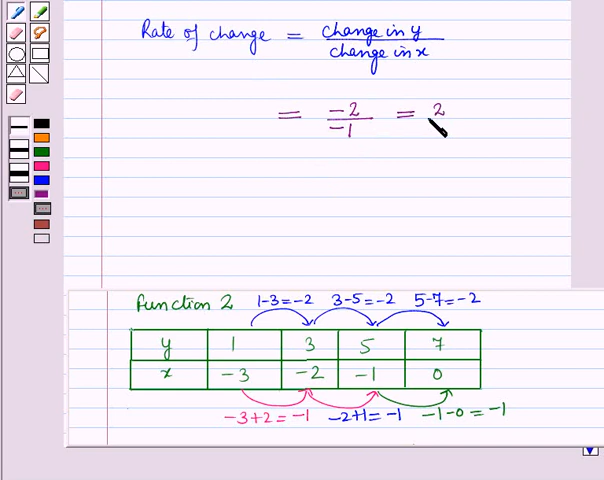 Rate of change = change in y / change in x
= -2 / -1 = 2
Function 2 1-3=-2 3-5=-2 5-7=-2
y 1 3 5 7
x -3 -2 -1 0
-3+2=-1 -2+1=-1 -1-0=-1